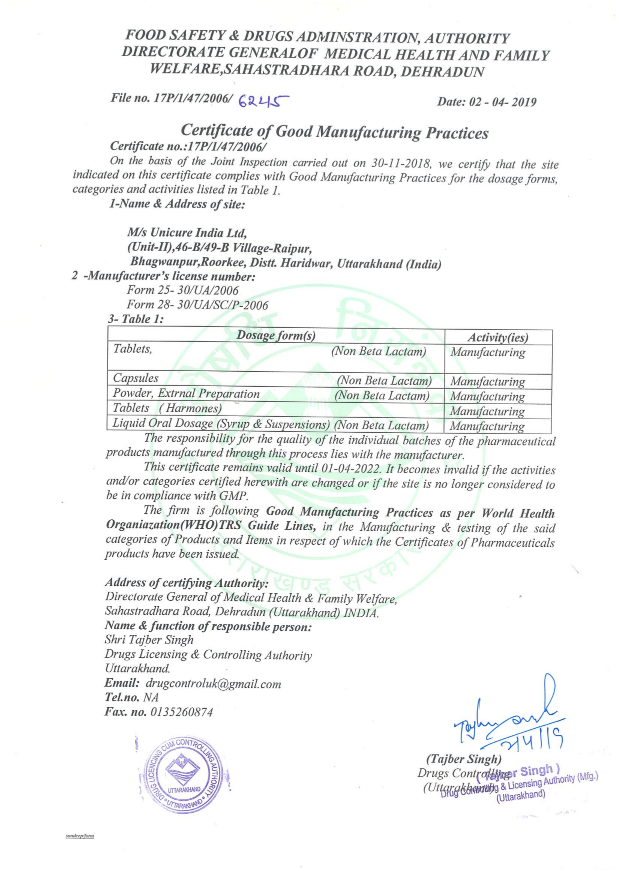 FOOD SAFETY & DRUGS ADMINSTRATION, AUTHORITY
DIRECTORATE GENERALOF MEDICAL HEALTH AND FAMILY
WELFARE,SAHASTRADHARA ROAD, DEHRADUN
File no. 17P/1/47/2006/ 6245
Date: 02 - 04- 2019
Certificate of Good Manufacturing Practices
Certificate no.:17P/1/47/2006/
On the basis of the Joint Inspection carried out on 30-11-2018, we certify that the site
indicated on this certificate complies with Good Manufacturing Practices for the dosage forms,
categories and activities listed in Table 1.
1-Name & Address of site:
M/s Unicure India Ltd,
(Unit-II),46-B/49-B Village-Raipur,
Bhagwanpur,Roorkee, Distt. Haridwar, Uttarakhand (India)
2 -Manufacturer's license number:
Form 25- 30/UA/2006
Form 28- 30/UA/SC/P-2006
3- Table 1:
Dosage form(s) Activity(ies)
Tablets, (Non Beta Lactam) Manufacturing
Capsules (Non Beta Lactam) Manufacturing
Powder, Extrnal Preparation (Non Beta Lactam) Manufacturing
Tablets ( Harmones) Manufacturing
Liquid Oral Dosage (Syrup & Suspensions) (Non Beta Lactam) Manufacturing
The responsibility for the quality of the individual batches of the pharmaceutical
products manufactured through this process lies with the manufacturer.
This certificate remains valid until 01-04-2022. It becomes invalid if the activities
and/or categories certified herewith are changed or if the site is no longer considered to
be in compliance with GMP.
The firm is following Good Manufacturing Practices as per World Health
Organiazation(WHO)TRS Guide Lines, in the Manufacturing & testing of the said
categories of Products and Items in respect of which the Certificates of Pharmaceuticals
products have been issued.
Address of certifying Authority:
Directorate General of Medical Health & Family Welfare,
Sahastradhara Road, Dehradun (Uttarakhand) INDIA.
Name & function of responsible person:
Shri Tajber Singh
Drugs Licensing & Controlling Authority
Uttarakhand.
Email: drugcontroluk@gmail.com
Tel.no. NA
Fax. no. 0135260874
2/4/19
(Tajber Singh)
Drugs Controlling
(Uttarakhand)
( Tajber Singh )
Drug Controlling & Licensing Authority (Mfg.)
(Uttarakhand)
DRUG LICENCING CUM CONTROLLING AUTHORITY
UTTARAKHAND
UTTARAKHAND